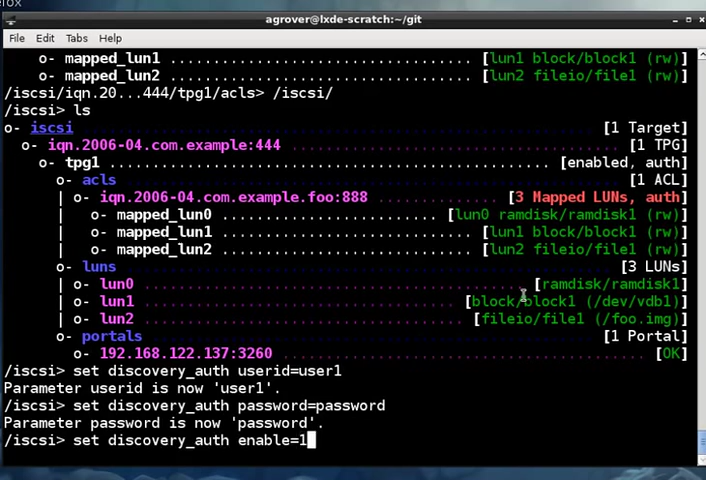 efox
agrover@lxde-scratch:~/git
File Edit Tabs Help
o- mapped_lun1 .................................... [lun1 block/block1 (rw)]
o- mapped_lun2 .................................... [lun2 fileio/file1 (rw)]
/iscsi/iqn.20...444/tpg1/acls> /iscsi/
/iscsi> ls
o- iscsi .................................... [1 Target]
o- iqn.2006-04.com.example:444 .................................... [1 TPG]
o- tpg1 .................................... [enabled, auth]
o- acls .................................... [1 ACL]
| o- iqn.2006-04.com.example.foo:888 .............. [3 Mapped LUNs, auth]
| o- mapped_lun0 .......................... [lun0 ramdisk/ramdisk1 (rw)]
| o- mapped_lun1 .............................. [lun1 block/block1 (rw)]
| o- mapped_lun2 .............................. [lun2 fileio/file1 (rw)]
o- luns .................................... [3 LUNs]
| o- lun0 .................................... [ramdisk/ramdisk1]
| o- lun1 .................................... [block/block1 (/dev/vdb1)]
| o- lun2 .................................... [fileio/file1 (/foo.img)]
o- portals .................................... [1 Portal]
o- 192.168.122.137:3260 .................................... [OK]
/iscsi> set discovery_auth userid=user1
Parameter userid is now 'user1'.
/iscsi> set discovery_auth password=password
Parameter password is now 'password'.
/iscsi> set discovery_auth enable=1